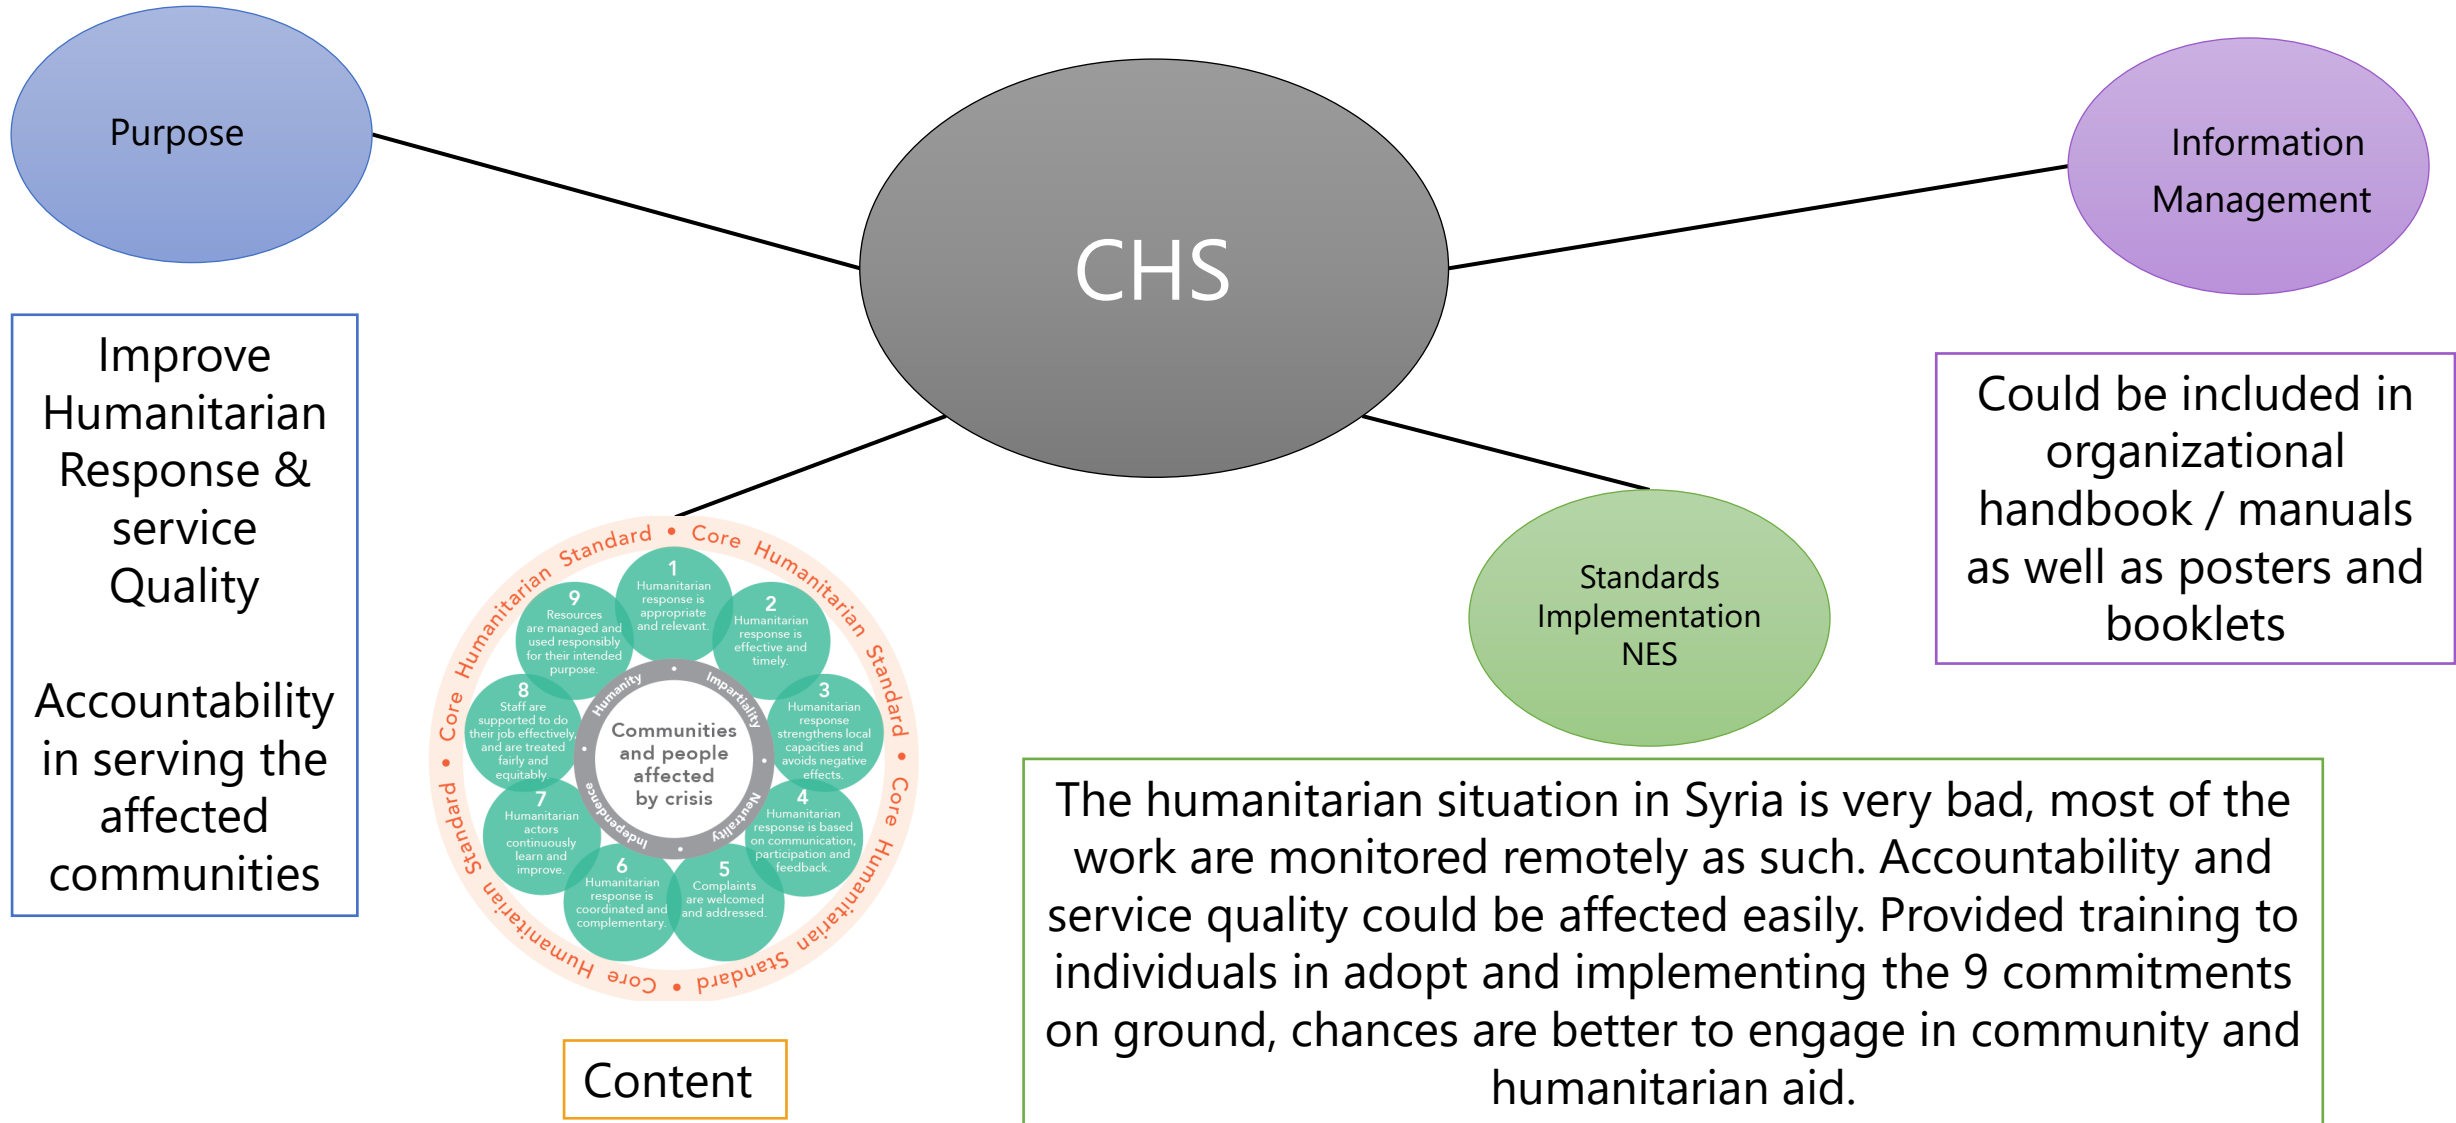 Purpose
CHS
Information
Management
Improve
Humanitarian
Response &
service
Quality
Accountability
in serving the
affected
communities
Could be included in
organizational
handbook / manuals
as well as posters and
booklets
Standards
Implementation
NES
Core Humanitarian Standard • Core Humanitarian Standard • Core Humanitarian Standard • Core Humanitarian Standard •
1
Humanitarian
response is
appropriate
and relevant.
2
Humanitarian
response is
effective and
timely.
3
Humanitarian
response
strengthens local
capacities and
avoids negative
effects.
4
Humanitarian
response is based
on communication,
participation and
feedback.
5
Complaints
are welcomed
and addressed.
6
Humanitarian
response is
coordinated and
complementary.
7
Humanitarian
actors
continuously
learn and
improve.
8
Staff are
supported to do
their job effectively,
and are treated
fairly and
equitably.
9
Resources
are managed and
used responsibly
for their intended
purpose.
Humanity • Impartiality • Neutrality • Independence •
Communities
and people
affected
by crisis
Content
The humanitarian situation in Syria is very bad, most of the
work are monitored remotely as such. Accountability and
service quality could be affected easily. Provided training to
individuals in adopt and implementing the 9 commitments
on ground, chances are better to engage in community and
humanitarian aid.